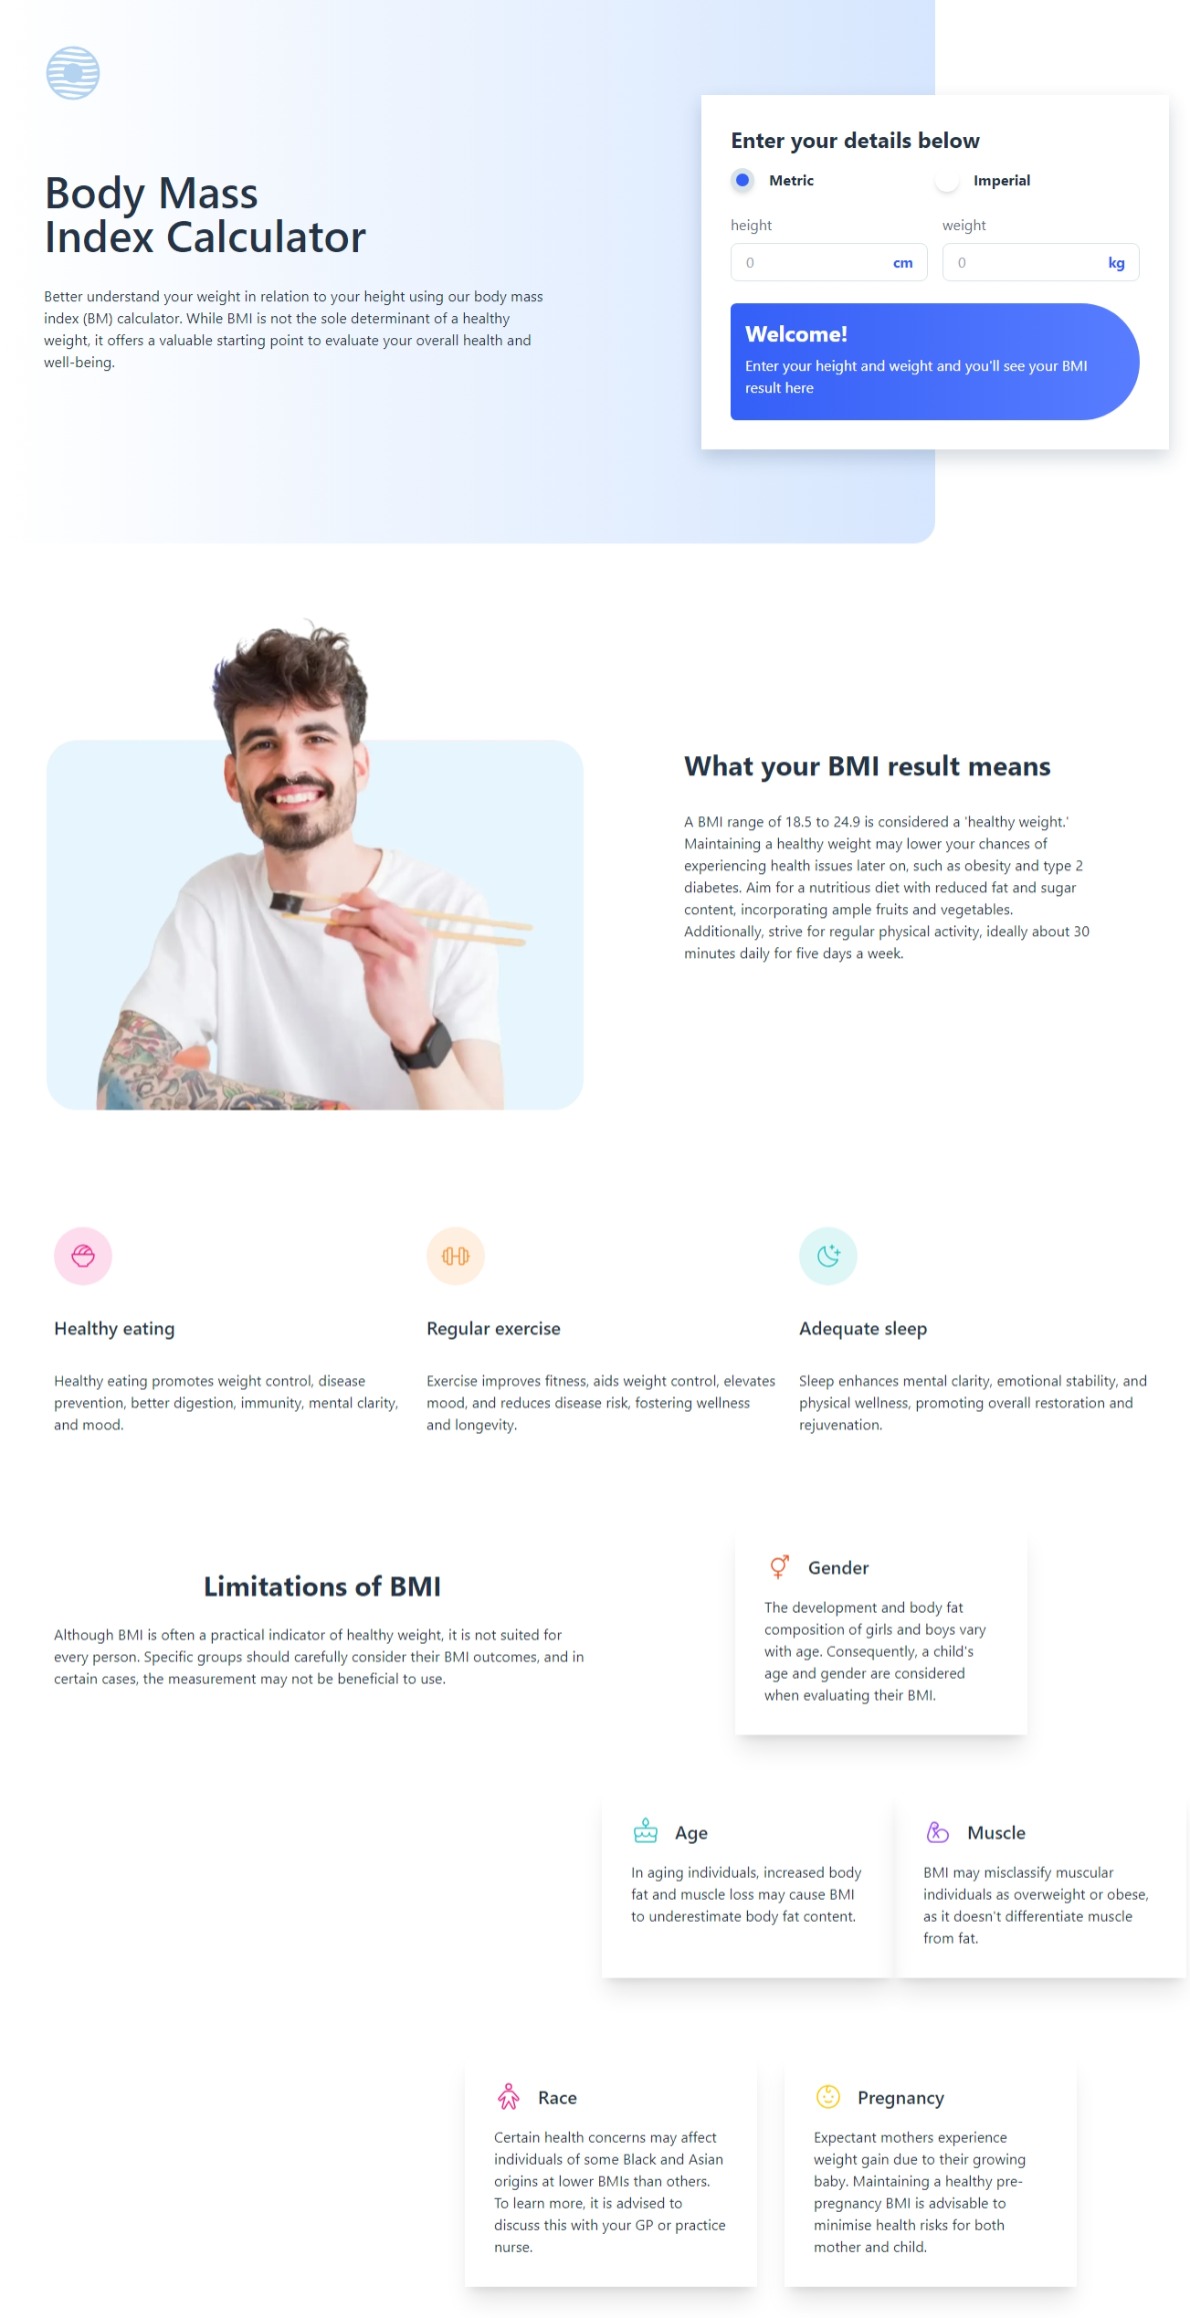 Body Mass
Index Calculator
Better understand your weight in relation to your height using our body mass
index (BM) calculator. While BMI is not the sole determinant of a healthy
weight, it offers a valuable starting point to evaluate your overall health and
well-being.
Enter your details below
Metric
Imperial
height
weight
0 cm
0 kg
Welcome!
Enter your height and weight and you'll see your BMI
result here
What your BMI result means
A BMI range of 18.5 to 24.9 is considered a 'healthy weight.'
Maintaining a healthy weight may lower your chances of
experiencing health issues later on, such as obesity and type 2
diabetes. Aim for a nutritious diet with reduced fat and sugar
content, incorporating ample fruits and vegetables.
Additionally, strive for regular physical activity, ideally about 30
minutes daily for five days a week.
Healthy eating
Healthy eating promotes weight control, disease
prevention, better digestion, immunity, mental clarity,
and mood.
Regular exercise
Exercise improves fitness, aids weight control, elevates
mood, and reduces disease risk, fostering wellness
and longevity.
Adequate sleep
Sleep enhances mental clarity, emotional stability, and
physical wellness, promoting overall restoration and
rejuvenation.
Limitations of BMI
Although BMI is often a practical indicator of healthy weight, it is not suited for
every person. Specific groups should carefully consider their BMI outcomes, and in
certain cases, the measurement may not be beneficial to use.
Gender
The development and body fat
composition of girls and boys vary
with age. Consequently, a child's
age and gender are considered
when evaluating their BMI.
Age
In aging individuals, increased body
fat and muscle loss may cause BMI
to underestimate body fat content.
Muscle
BMI may misclassify muscular
individuals as overweight or obese,
as it doesn't differentiate muscle
from fat.
Race
Certain health concerns may affect
individuals of some Black and Asian
origins at lower BMIs than others.
To learn more, it is advised to
discuss this with your GP or practice
nurse.
Pregnancy
Expectant mothers experience
weight gain due to their growing
baby. Maintaining a healthy pre-
pregnancy BMI is advisable to
minimise health risks for both
mother and child.